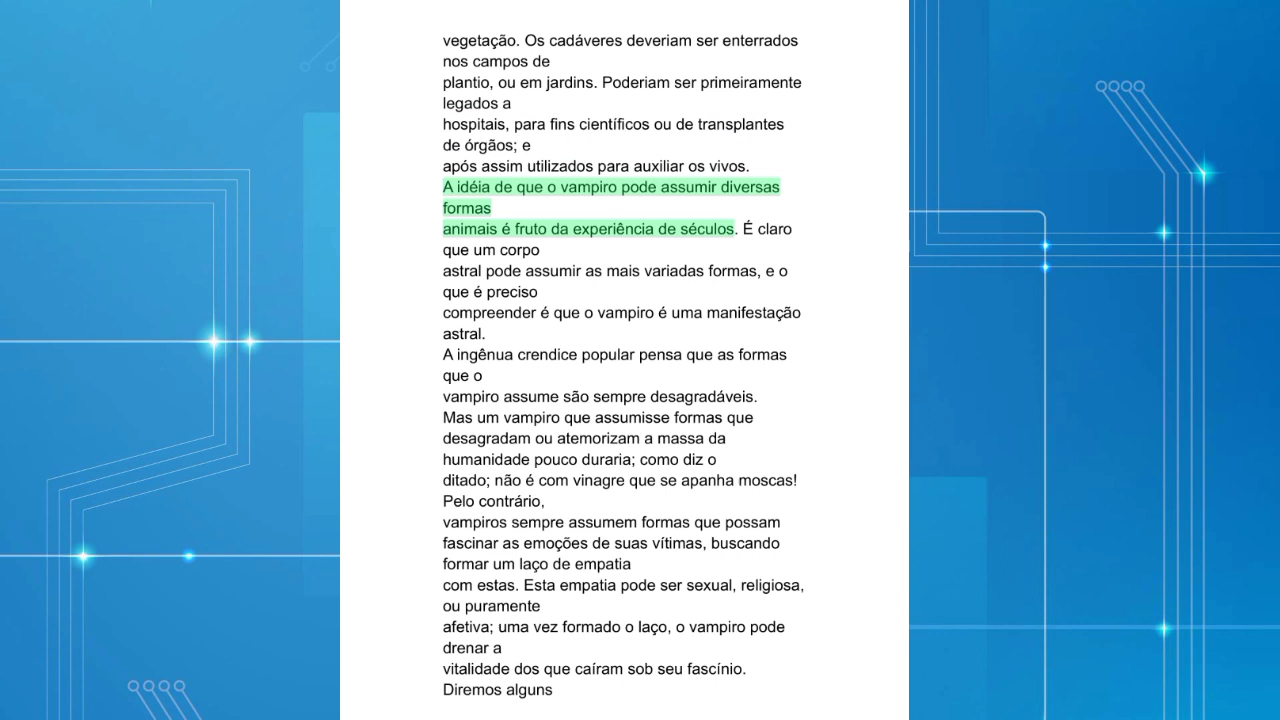 vegetação. Os cadáveres deveriam ser enterrados
nos campos de
plantio, ou em jardins. Poderiam ser primeiramente
legados a
hospitais, para fins científicos ou de transplantes
de órgãos; e
após assim utilizados para auxiliar os vivos.
A idéia de que o vampiro pode assumir diversas
formas
animais é fruto da experiência de séculos. É claro
que um corpo
astral pode assumir as mais variadas formas, e o
que é preciso
compreender é que o vampiro é uma manifestação
astral.
A ingênua crendice popular pensa que as formas
que o
vampiro assume são sempre desagradáveis.
Mas um vampiro que assumisse formas que
desagradam ou atemorizam a massa da
humanidade pouco duraria; como diz o
ditado; não é com vinagre que se apanha moscas!
Pelo contrário,
vampiros sempre assumem formas que possam
fascinar as emoções de suas vítimas, buscando
formar um laço de empatia
com estas. Esta empatia pode ser sexual, religiosa,
ou puramente
afetiva; uma vez formado o laço, o vampiro pode
drenar a
vitalidade dos que caíram sob seu fascínio.
Diremos alguns